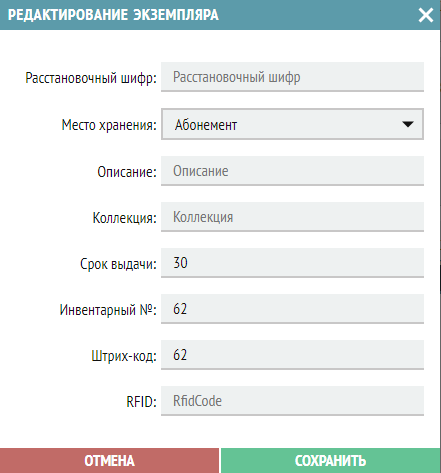 РЕДАКТИРОВАНИЕ ЭКЗЕМПЛЯРА
Расстановочный шифр: Расстановочный шифр
Место хранения: Абонемент
Описание: Описание
Коллекция: Коллекция
Срок выдачи: 30
Инвентарный №: 62
Штрих-код: 62
RFID: RfidCode
ОТМЕНА СОХРАНИТЬ